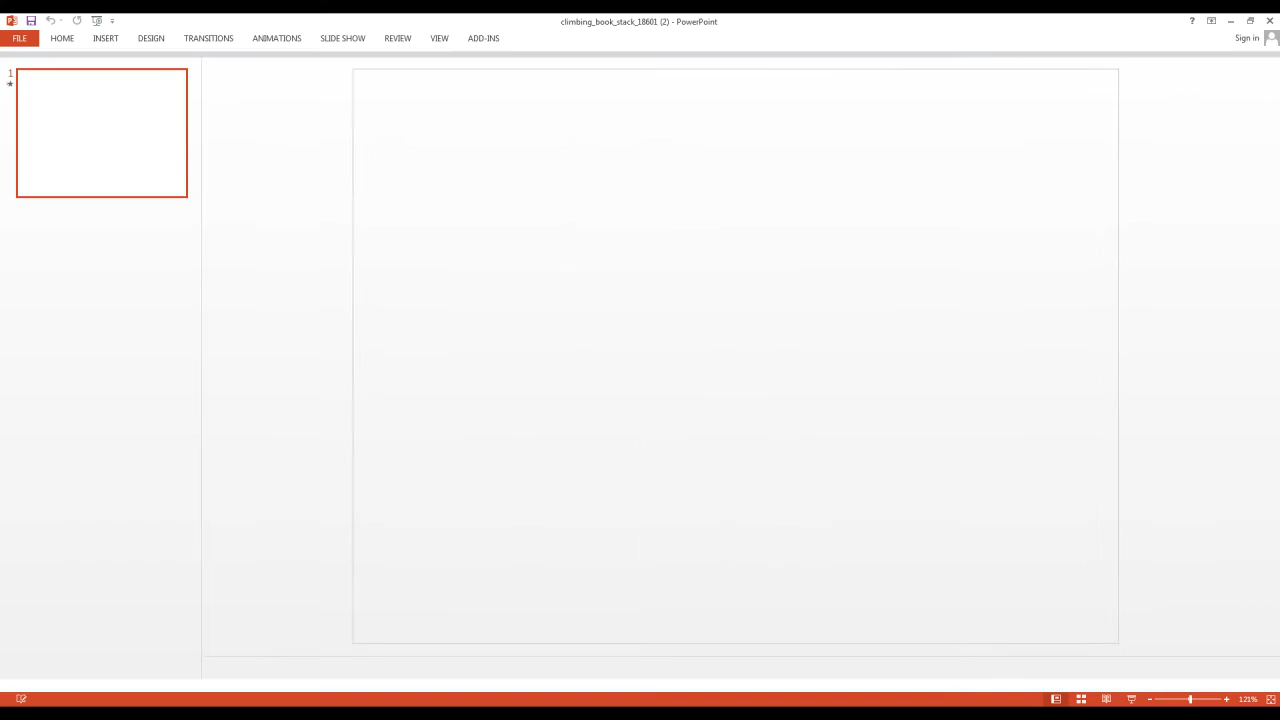 climbing_book_stack_18601 (2) - PowerPoint
?
FILE HOME INSERT DESIGN TRANSITIONS ANIMATIONS SLIDE SHOW REVIEW VIEW ADD-INS
Sign in
1
121%